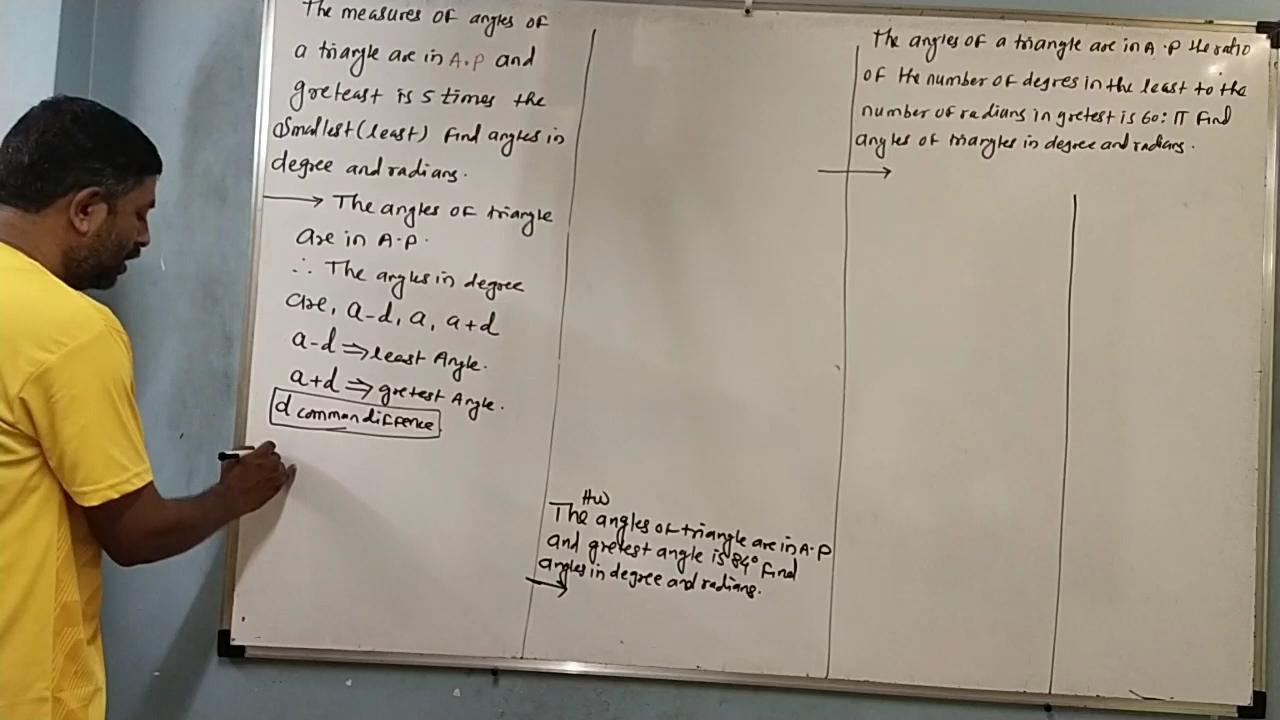 The measures of angles of
a triangle are in A.P and
greteast is 5 times the
Smallest (least) find angles in
degree and radians.
→ The angles of triangle
are in A.P.
∴ The angles in degree
are, a-d, a, a+d
a-d ⇒ least Angle.
a+d ⇒ gretest Angle.
d common diffence
HW
The angles of triangle are in A.P
and gretest angle is 84° find
angles in degree and radians.
→
The angles of a triangle are in A.P the ratio
of the number of degres in the least to the
number of radians in gretest is 60:π find
angles of triangles in degree and radians.
→